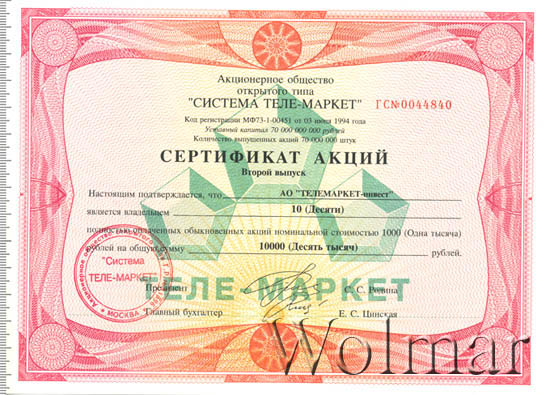 Акционерное общество
открытого типа
"СИСТЕМА ТЕЛЕ-МАРКЕТ" ГС№0044840
Код регистрации МФ73-1-00451 от 03 июня 1994 года
Уставный капитал 70 000 000 000 рублей
Количество выпущенных акций 70 000 000 штук
СЕРТИФИКАТ АКЦИЙ
Второй выпуск
Настоящим подтверждается, что АО "ТЕЛЕМАРКЕТ-инвест"
является владельцем 10 (Десяти)
полностью оплаченных обыкновенных акций номинальной стоимостью 1000 (Одна тысяча)
рублей на общую сумму 10000 (Десять тысяч) рублей.
"Система
ТЕЛЕ-МАРКЕТ"
МОСКВА
ТЕЛЕ-МАРКЕТ
Президент С. С. Родина
Главный бухгалтер Е. С. Цинская
Wolmar